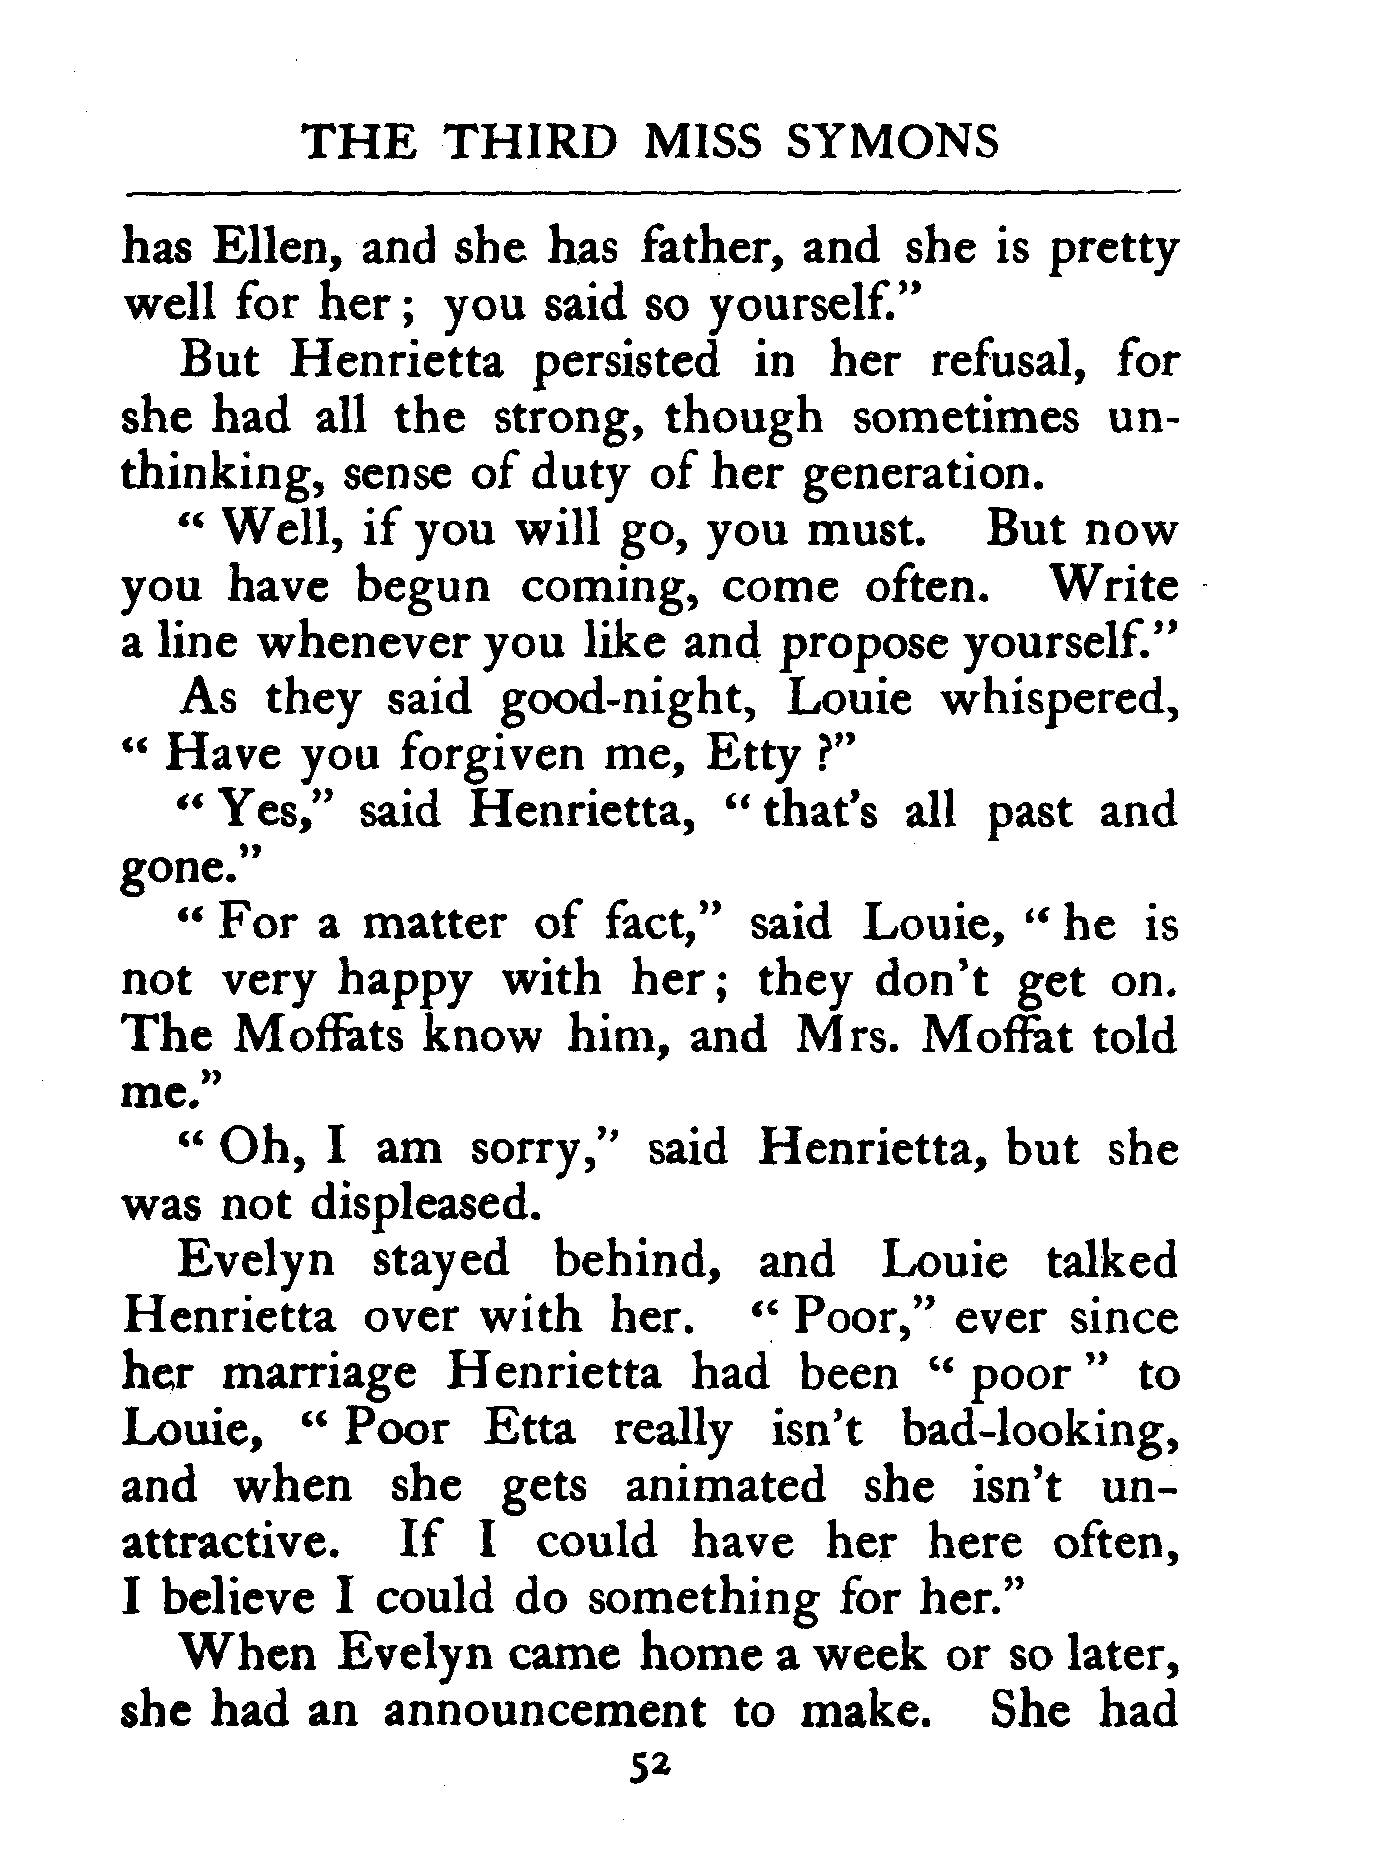 THE THIRD MISS SYMONS
has Ellen, and she has father, and she is pretty
well for her ; you said so yourself.”
But Henrietta persisted in her refusal, for
she had all the strong, though sometimes un-
thinking, sense of duty of her generation.
“ Well, if you will go, you must. But now
you have begun coming, come often. Write
a line whenever you like and propose yourself.”
As they said good-night, Louie whispered,
“ Have you forgiven me, Etty ?”
“ Yes,” said Henrietta, “ that’s all past and
gone.”
“ For a matter of fact,” said Louie, “ he is
not very happy with her ; they don’t get on.
The Moffats know him, and Mrs. Moffat told
me.”
“ Oh, I am sorry,” said Henrietta, but she
was not displeased.
Evelyn stayed behind, and Louie talked
Henrietta over with her. “ Poor,” ever since
her marriage Henrietta had been “ poor ” to
Louie, “ Poor Etta really isn’t bad-looking,
and when she gets animated she isn’t un-
attractive. If I could have her here often,
I believe I could do something for her.”
When Evelyn came home a week or so later,
she had an announcement to make. She had
52